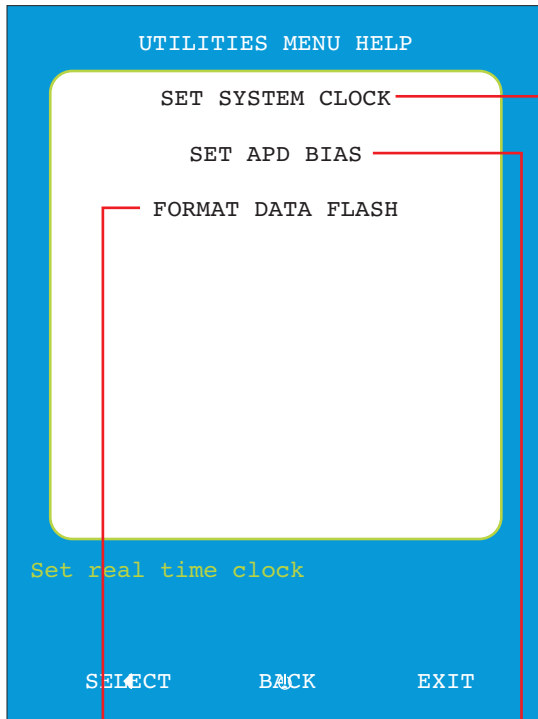 UTILITIES MENU HELP
SET SYSTEM CLOCK
SET APD BIAS
FORMAT DATA FLASH
Set real time clock
SELECT BACK EXIT